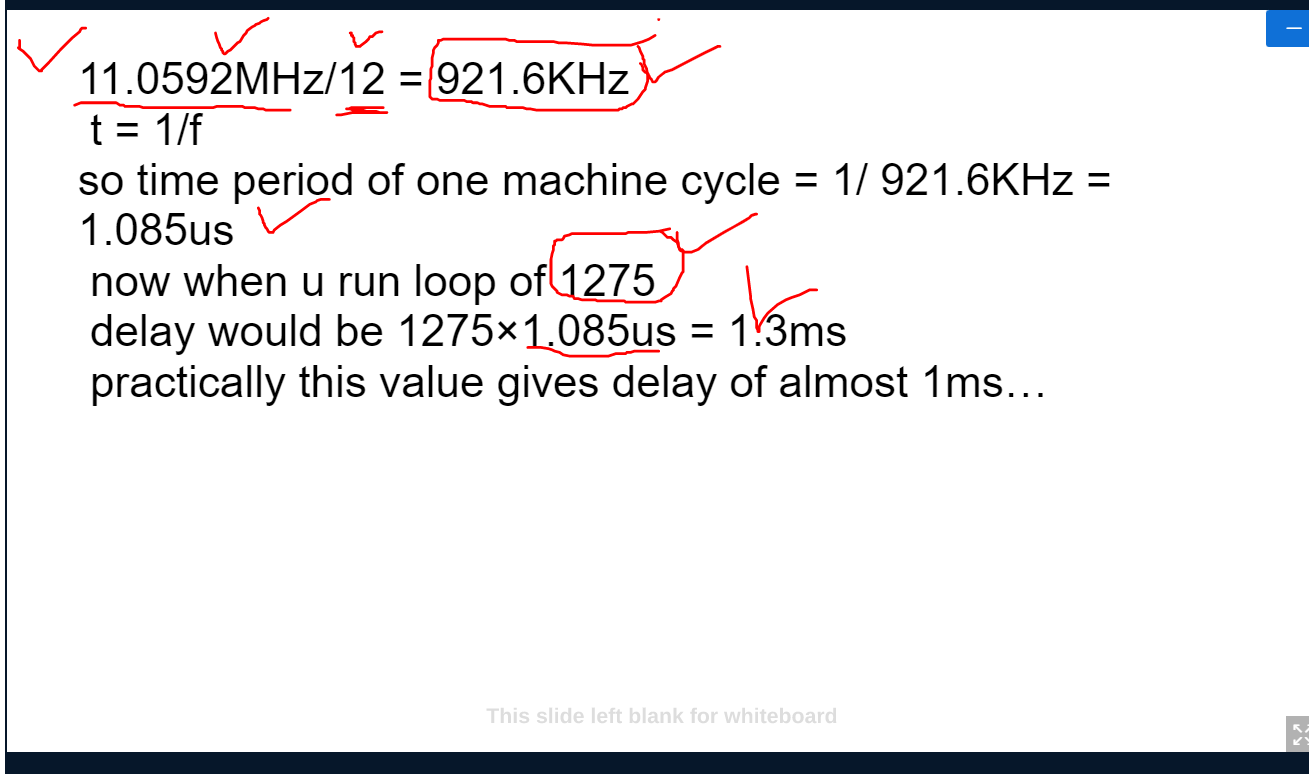 11.0592MHz/12 = 921.6KHz
t = 1/f
so time period of one machine cycle = 1/ 921.6KHz =
1.085us
now when u run loop of 1275
delay would be 1275×1.085us = 1.3ms
practically this value gives delay of almost 1ms…
This slide left blank for whiteboard